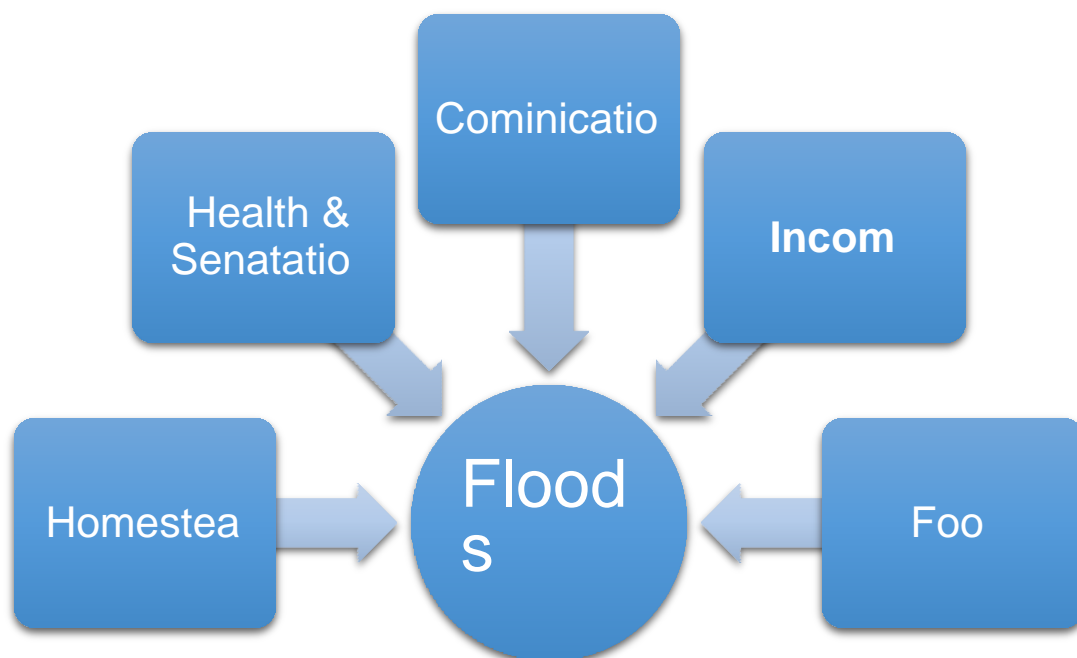 Cominicatio
Health &
Senatatio
Incom
Homestea
Flood
s
Foo